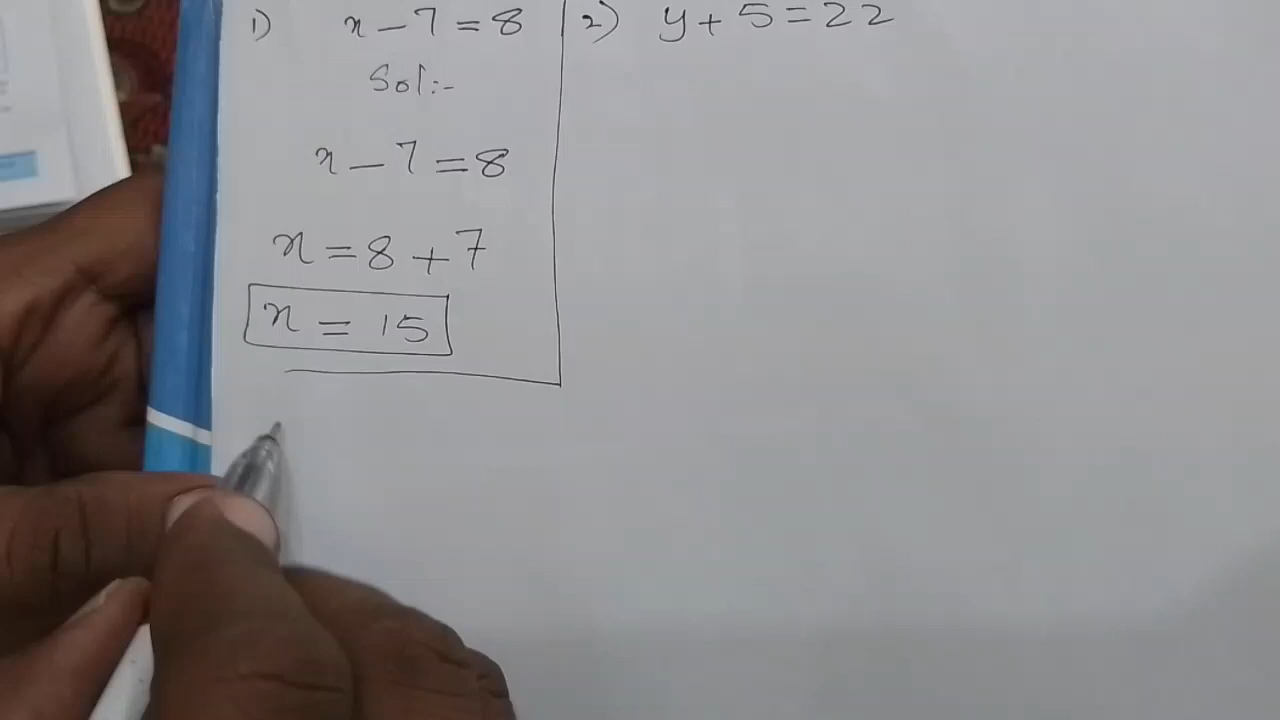 1) x - 7 = 8
Sol:-
x - 7 = 8
x = 8 + 7
x = 15
2) y + 5 = 22